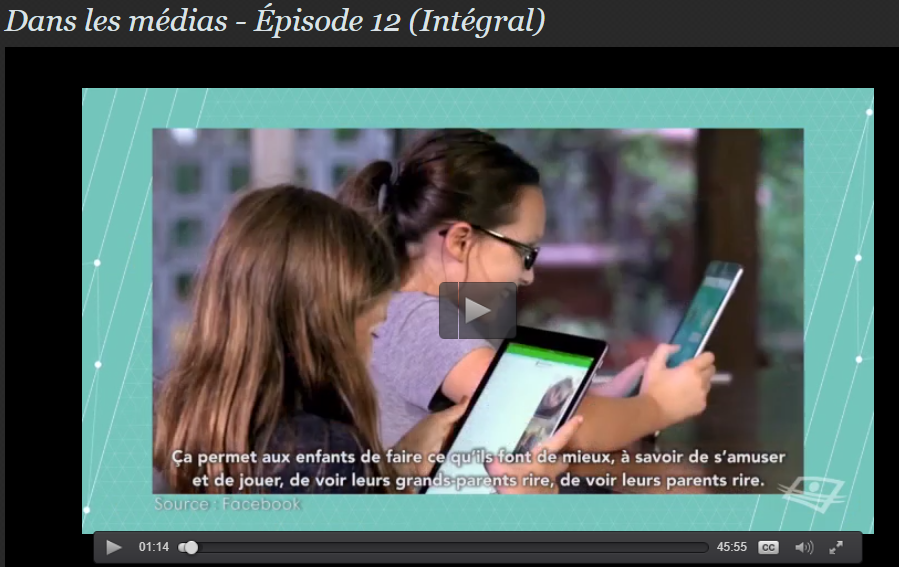 Dans les médias - Épisode 12 (Intégral)
Ça permet aux enfants de faire ce qu'ils font de mieux, à savoir de s'amuser
et de jouer, de voir leurs grands-parents rire, de voir leurs parents rire.
Source : Facebook
01:14 45:55 CC